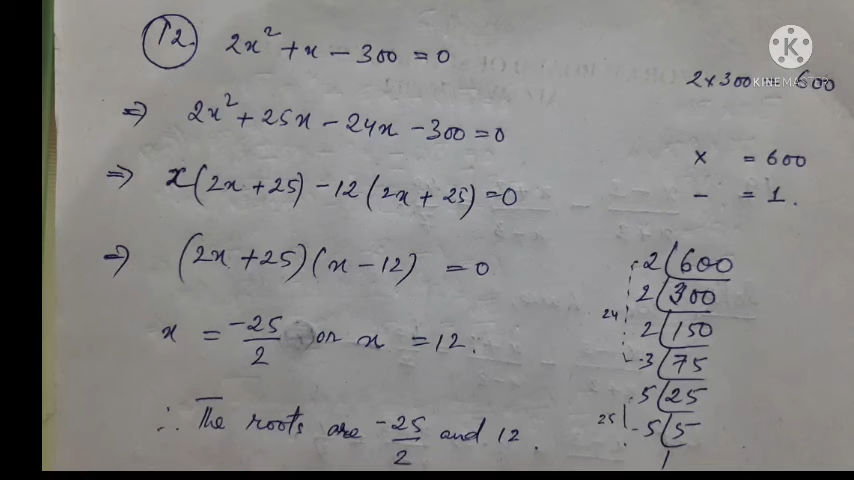 12. 2x² + x - 300 = 0
⇒ 2x² + 25x - 24x - 300 = 0
⇒ x(2x + 25) - 12(2x + 25) = 0
⇒ (2x + 25)(x - 12) = 0
x = -25/2 or x = 12.
∴ The roots are -25/2 and 12.
K
KINEMASTER
2 x 300 = 600
x = 600
- = 1.
2 600
2 300
2 150
3 75
5 25
5 5
1
24
25